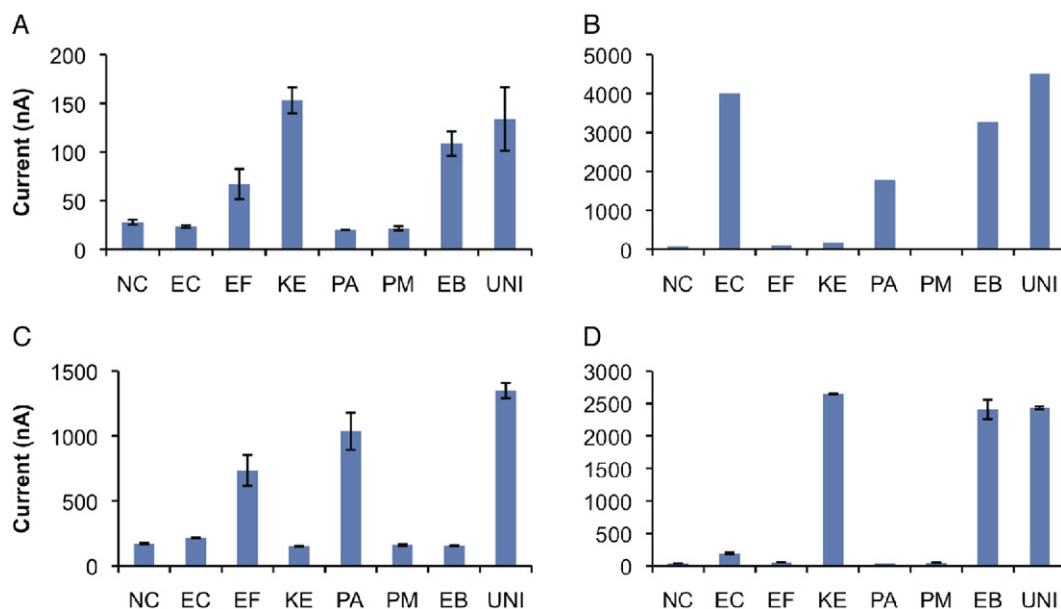 A
Current (nA)
200
150
100
50
0
NC EC EF KE PA PM EB UNI
B
5000
4000
3000
2000
1000
0
NC EC EF KE PA PM EB UNI
C
Current (nA)
1500
1000
500
0
NC EC EF KE PA PM EB UNI
D
3000
2500
2000
1500
1000
500
0
NC EC EF KE PA PM EB UNI